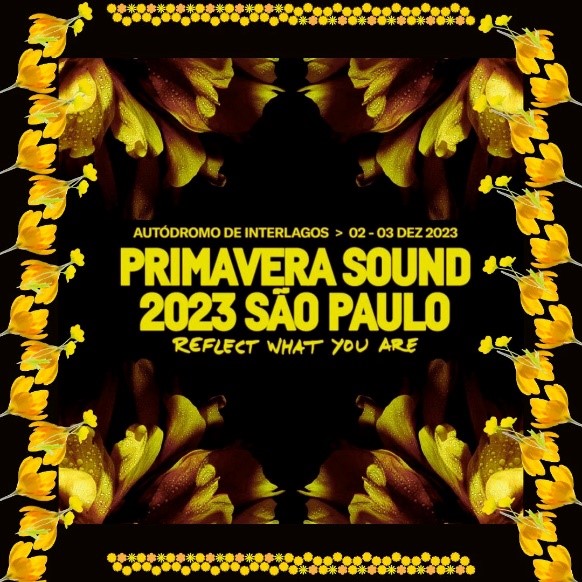 AUTÓDROMO DE INTERLAGOS > 02 - 03 DEZ 2023
PRIMAVERA SOUND
2023 SÃO PAULO
REFLECT WHAT YOU ARE